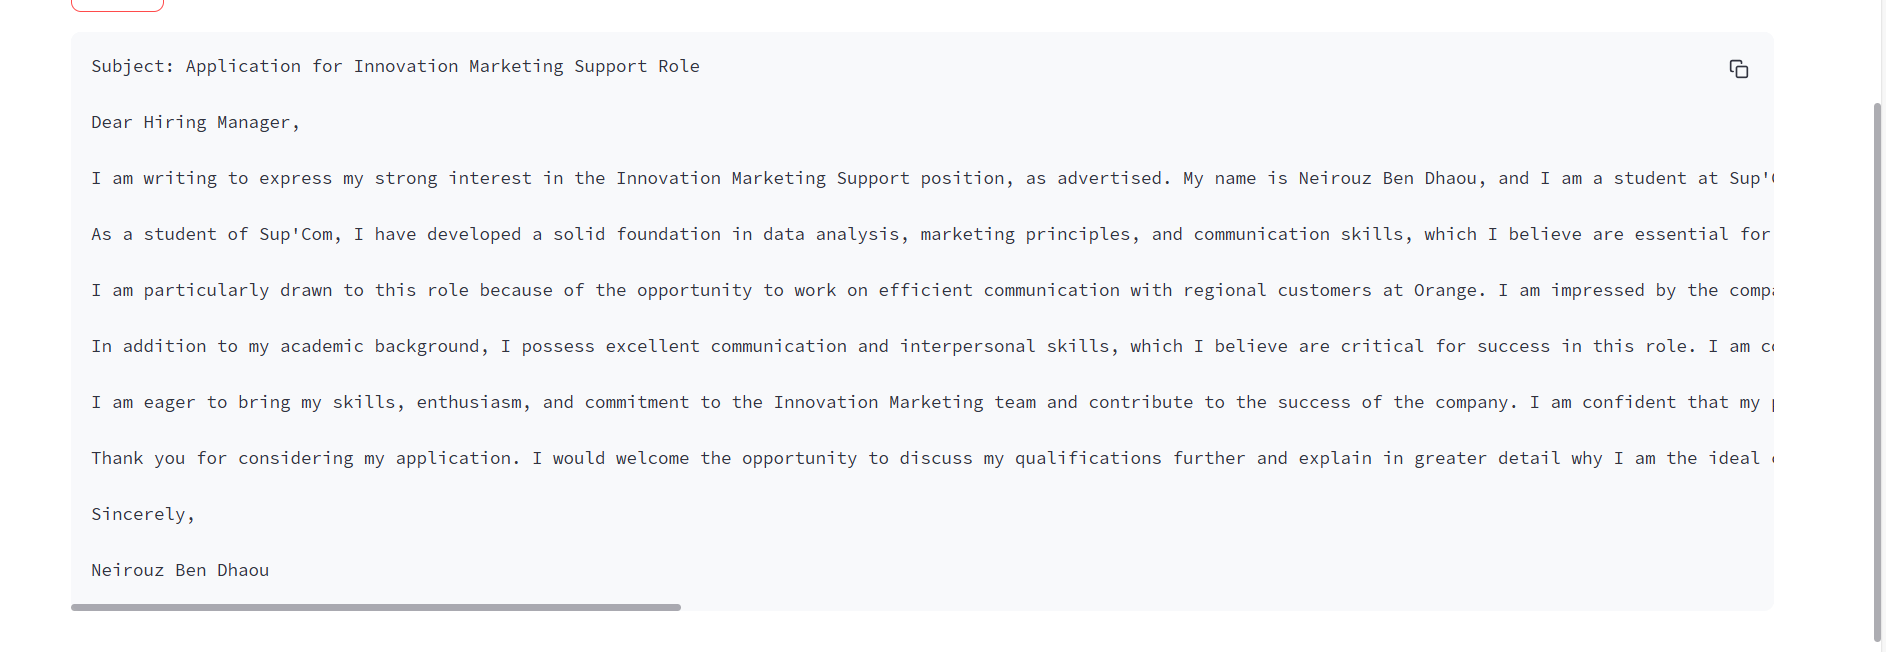 Subject: Application for Innovation Marketing Support Role
Dear Hiring Manager,
I am writing to express my strong interest in the Innovation Marketing Support position, as advertised. My name is Neirouz Ben Dhaou, and I am a student at
As a student of Sup'Com, I have developed a solid foundation in data analysis, marketing principles, and communication skills, which I believe are essential for
I am particularly drawn to this role because of the opportunity to work on efficient communication with regional customers at Orange. I am impressed by the
In addition to my academic background, I possess excellent communication and interpersonal skills, which I believe are critical for success in this role. I am
I am eager to bring my skills, enthusiasm, and commitment to the Innovation Marketing team and contribute to the success of the company. I am confident that my
Thank you for considering my application. I would welcome the opportunity to discuss my qualifications further and explain in greater detail why I am the ideal
Sincerely,
Neirouz Ben Dhaou